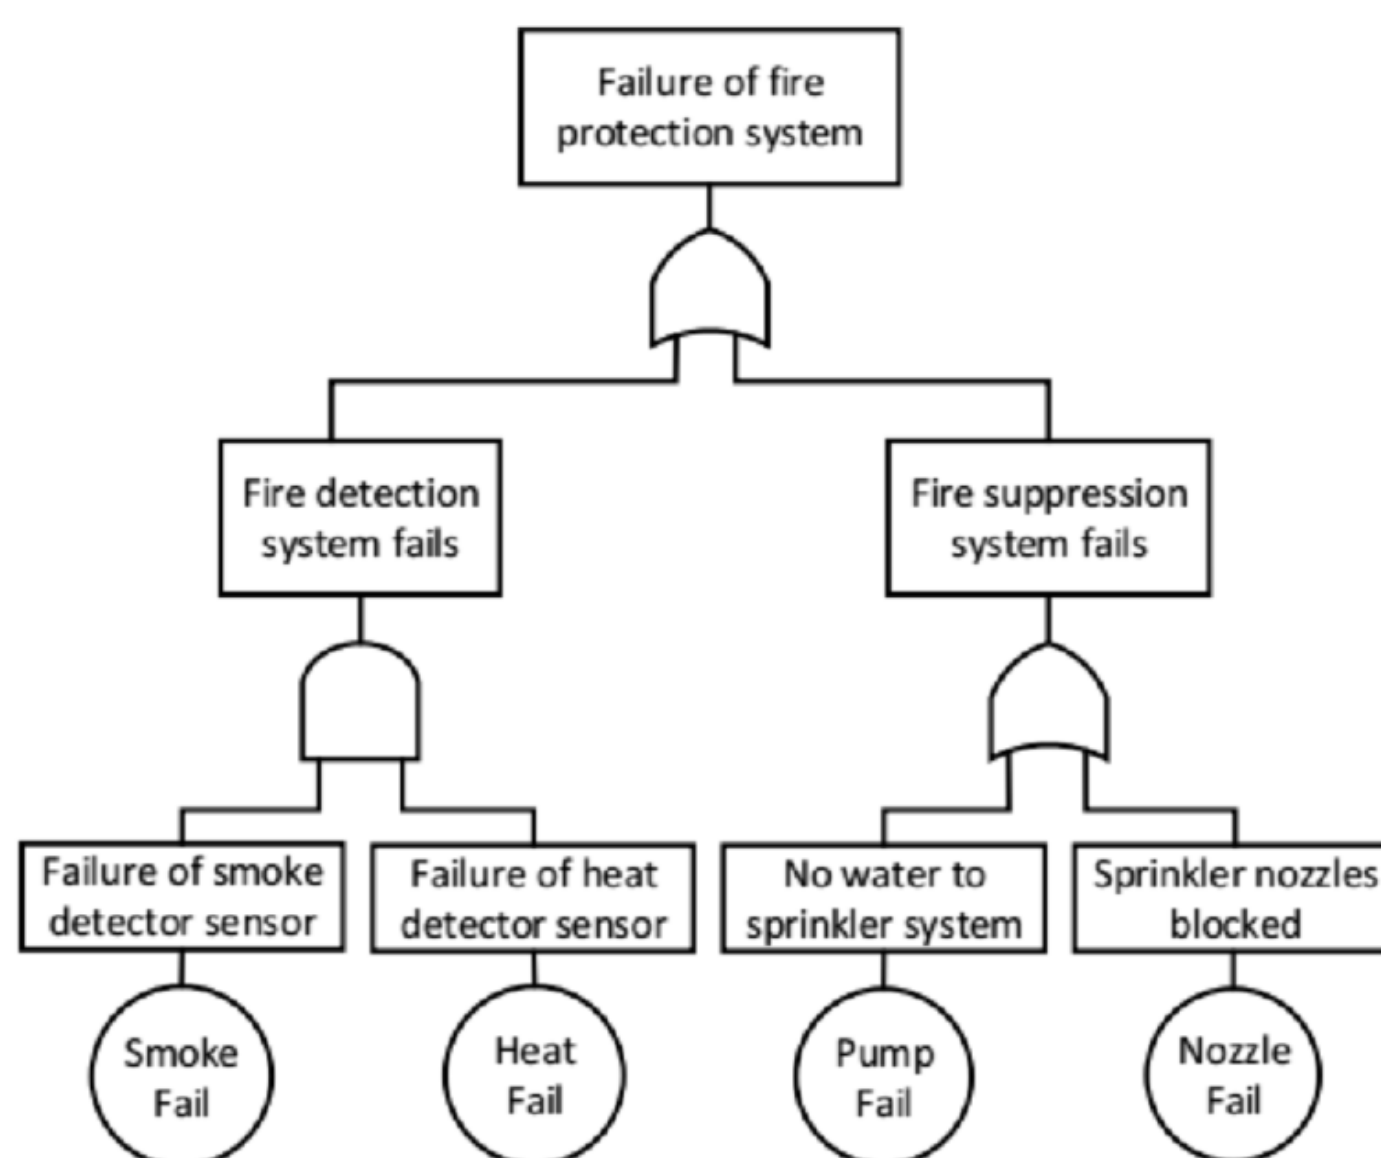 Failure of fire
protection system
Fire detection
system fails
Fire suppression
system fails
Failure of smoke
detector sensor
Failure of heat
detector sensor
No water to
sprinkler system
Sprinkler nozzles
blocked
Smoke
Fail
Heat
Fail
Pump
Fail
Nozzle
Fail